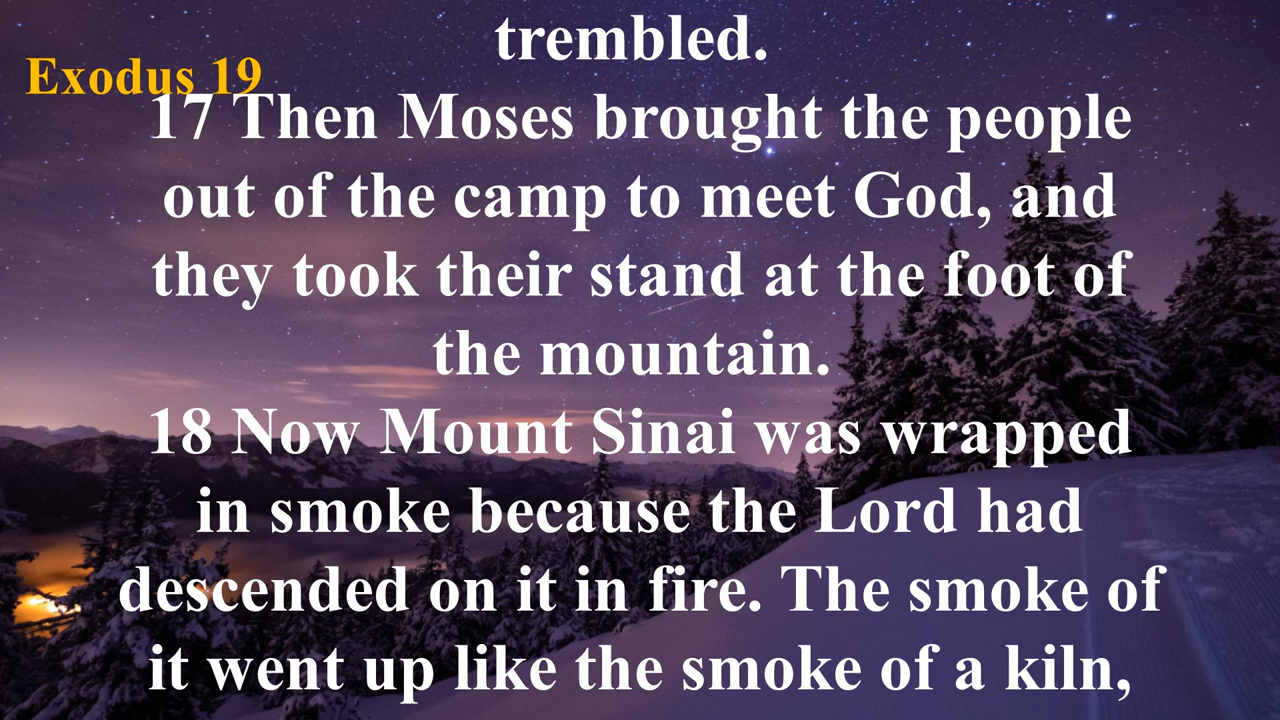 trembled.
Exodus 19
17 Then Moses brought the people
out of the camp to meet God, and
they took their stand at the foot of
the mountain.
18 Now Mount Sinai was wrapped
in smoke because the Lord had
descended on it in fire. The smoke of
it went up like the smoke of a kiln,